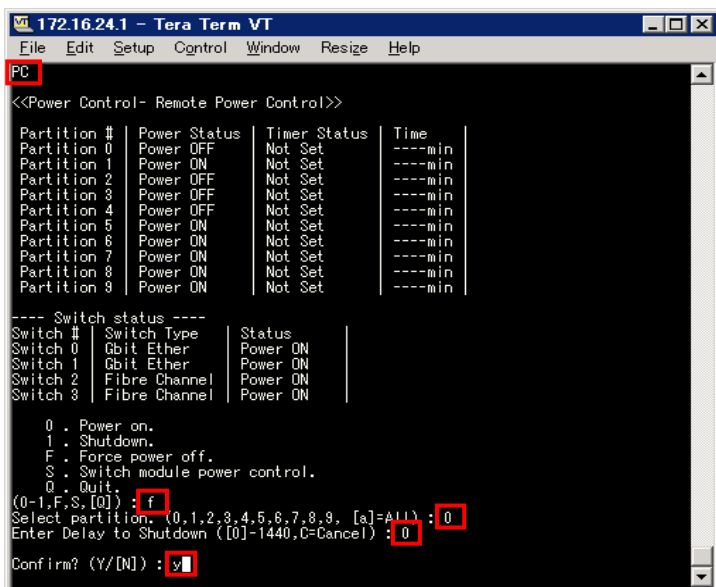 172.16.24.1 - Tera Term VT
File Edit Setup Control Window Resize Help
PC
<<Power Control- Remote Power Control>>
Partition # | Power Status | Timer Status | Time
Partition 0 | Power OFF | Not Set | ----min
Partition 1 | Power ON | Not Set | ----min
Partition 2 | Power OFF | Not Set | ----min
Partition 3 | Power OFF | Not Set | ----min
Partition 4 | Power OFF | Not Set | ----min
Partition 5 | Power ON | Not Set | ----min
Partition 6 | Power ON | Not Set | ----min
Partition 7 | Power ON | Not Set | ----min
Partition 8 | Power ON | Not Set | ----min
Partition 9 | Power ON | Not Set | ----min
---- Switch status ----
Switch # | Switch Type | Status |
Switch 0 | Gbit Ether | Power ON |
Switch 1 | Gbit Ether | Power ON |
Switch 2 | Fibre Channel | Power ON |
Switch 3 | Fibre Channel | Power ON |
0 . Power on.
1 . Shutdown.
F . Force power off.
S . Switch module power control.
Q . Quit.
(0-1,F,S,[Q]) : f
Select partition. (0,1,2,3,4,5,6,7,8,9, [a]=ALL) : 0
Enter Delay to Shutdown ([0]-1440,C=Cancel) : 0
Confirm? (Y/[N]) : y